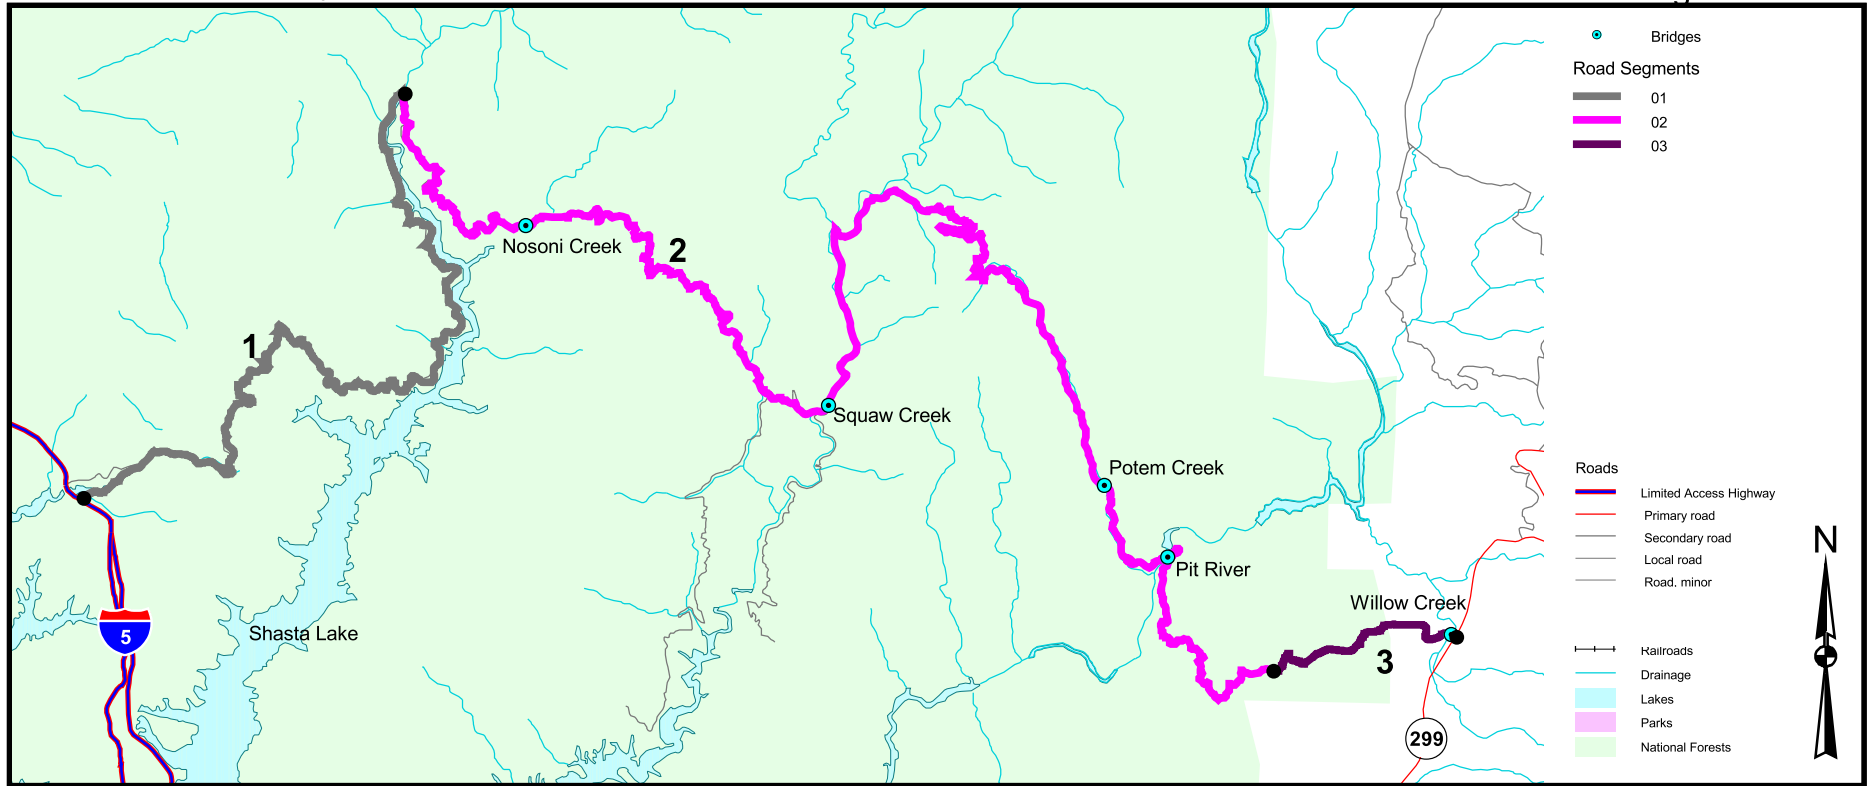 Bridges
Road Segments
01
02
03
Nosoni Creek
2
1
Squaw Creek
Potem Creek
Pit River
Willow Creek
3
Shasta Lake
5
299
Roads
Limited Access Highway
Primary road
Secondary road
Local road
Road, minor
Railroads
Drainage
Lakes
Parks
National Forests
N